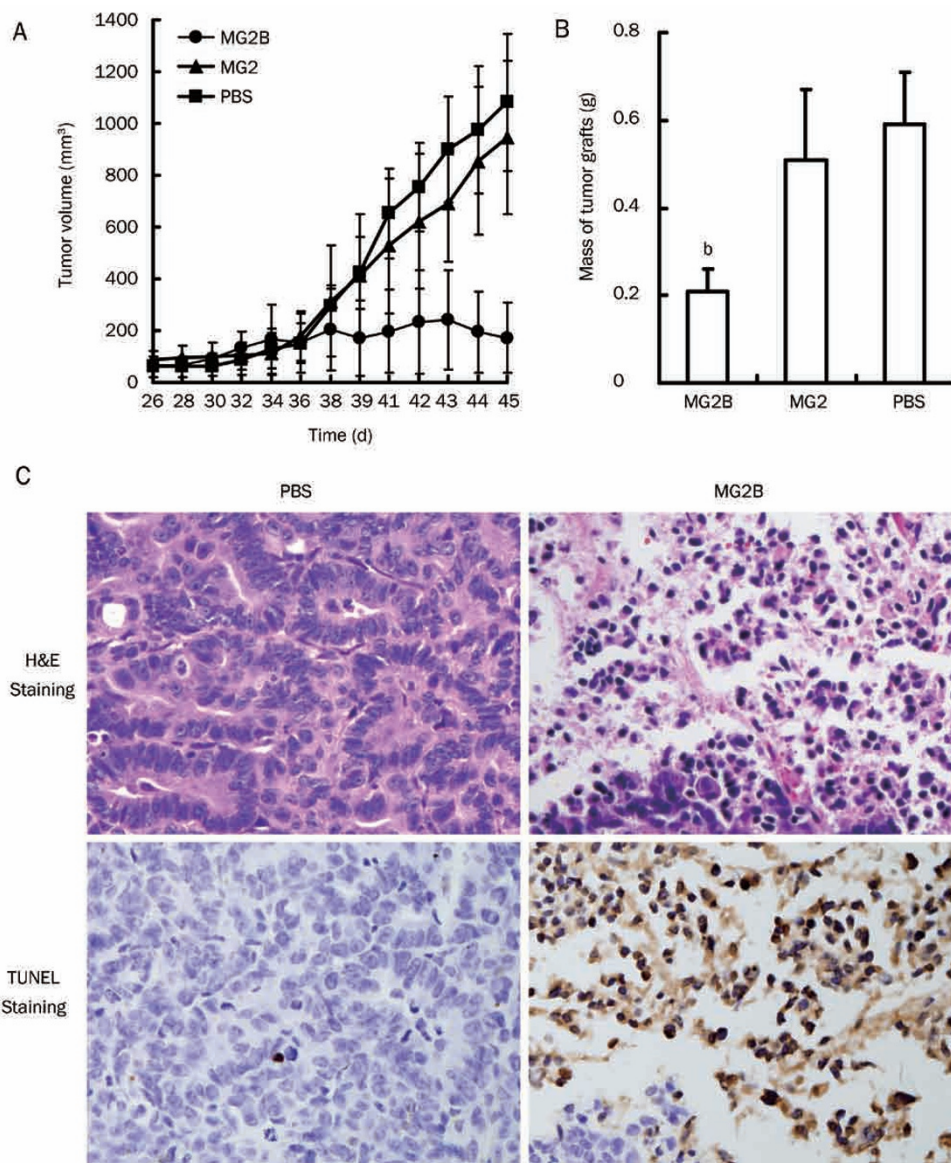 A
1400
1200
1000
800
600
400
200
0
Tumor volume (mm³)
MG2B
MG2
PBS
26 28 30 32 34 36 38 39 41 42 43 44 45
Time (d)
B
0.8
0.6
0.4
0.2
0
Mass of tumor grafts (g)
b
MG2B MG2 PBS
C
PBS MG2B
H&E
Staining
TUNEL
Staining